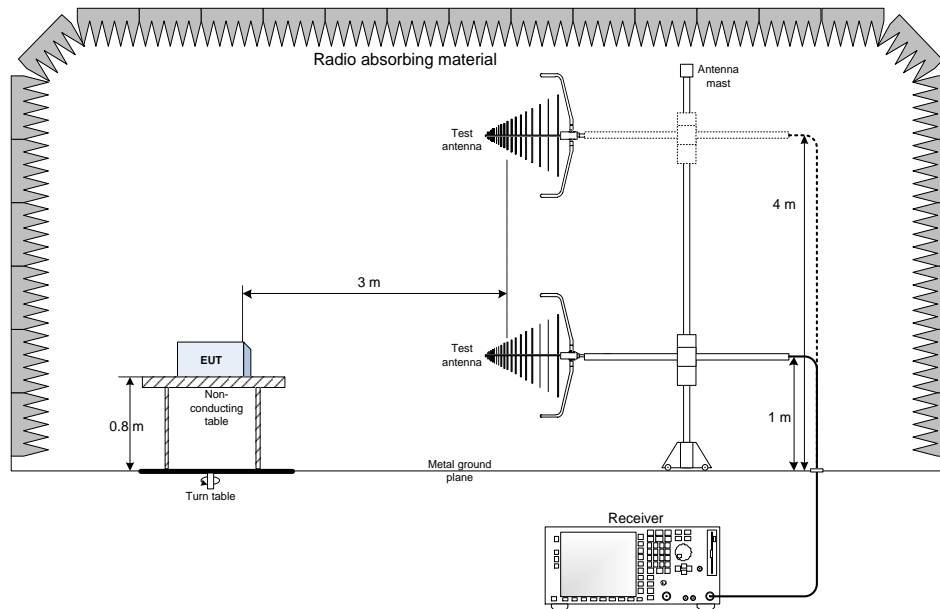 Radio absorbing material
Antenna
mast
Test
antenna
4 m
3 m
Test
antenna
EUT
Non-
conducting
table
0.8 m
1 m
Metal ground
plane
Turn table
Receiver